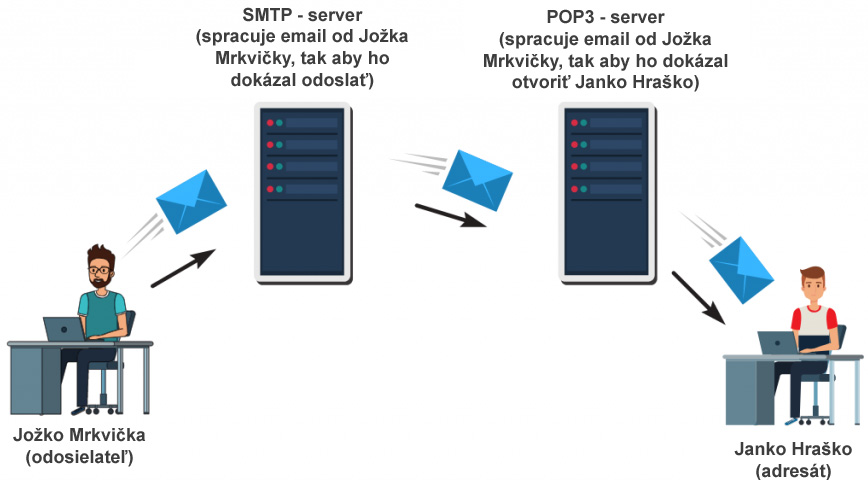 SMTP - server
(spracuje email od Jožka
Mrkvičky, tak aby ho
dokázal odoslať)
POP3 - server
(spracuje email od Jožka
Mrkvičky, tak aby ho dokázal
otvoriť Janko Hraško)
Jožko Mrkvička
(odosielateľ)
Janko Hraško
(adresát)